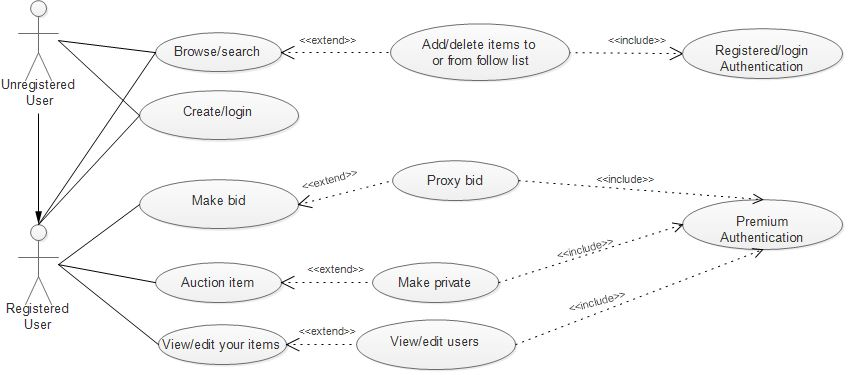 <<extend>>
<<include>>
Browse/search
Add/delete items to
or from follow list
Registered/login
Authentication
Unregistered
User
Create/login
<<extend>>
Proxy bid
<<include>>
Make bid
Premium
Authentication
<<include>>
<<extend>>
Auction item
Make private
Registered
User
<<include>>
<<extend>>
View/edit your items
View/edit users